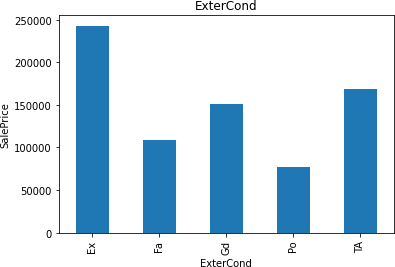 ExterCond
250000
200000
150000
100000
50000
0
SalePrice
Ex
Fa
Gd
Po
TA
ExterCond